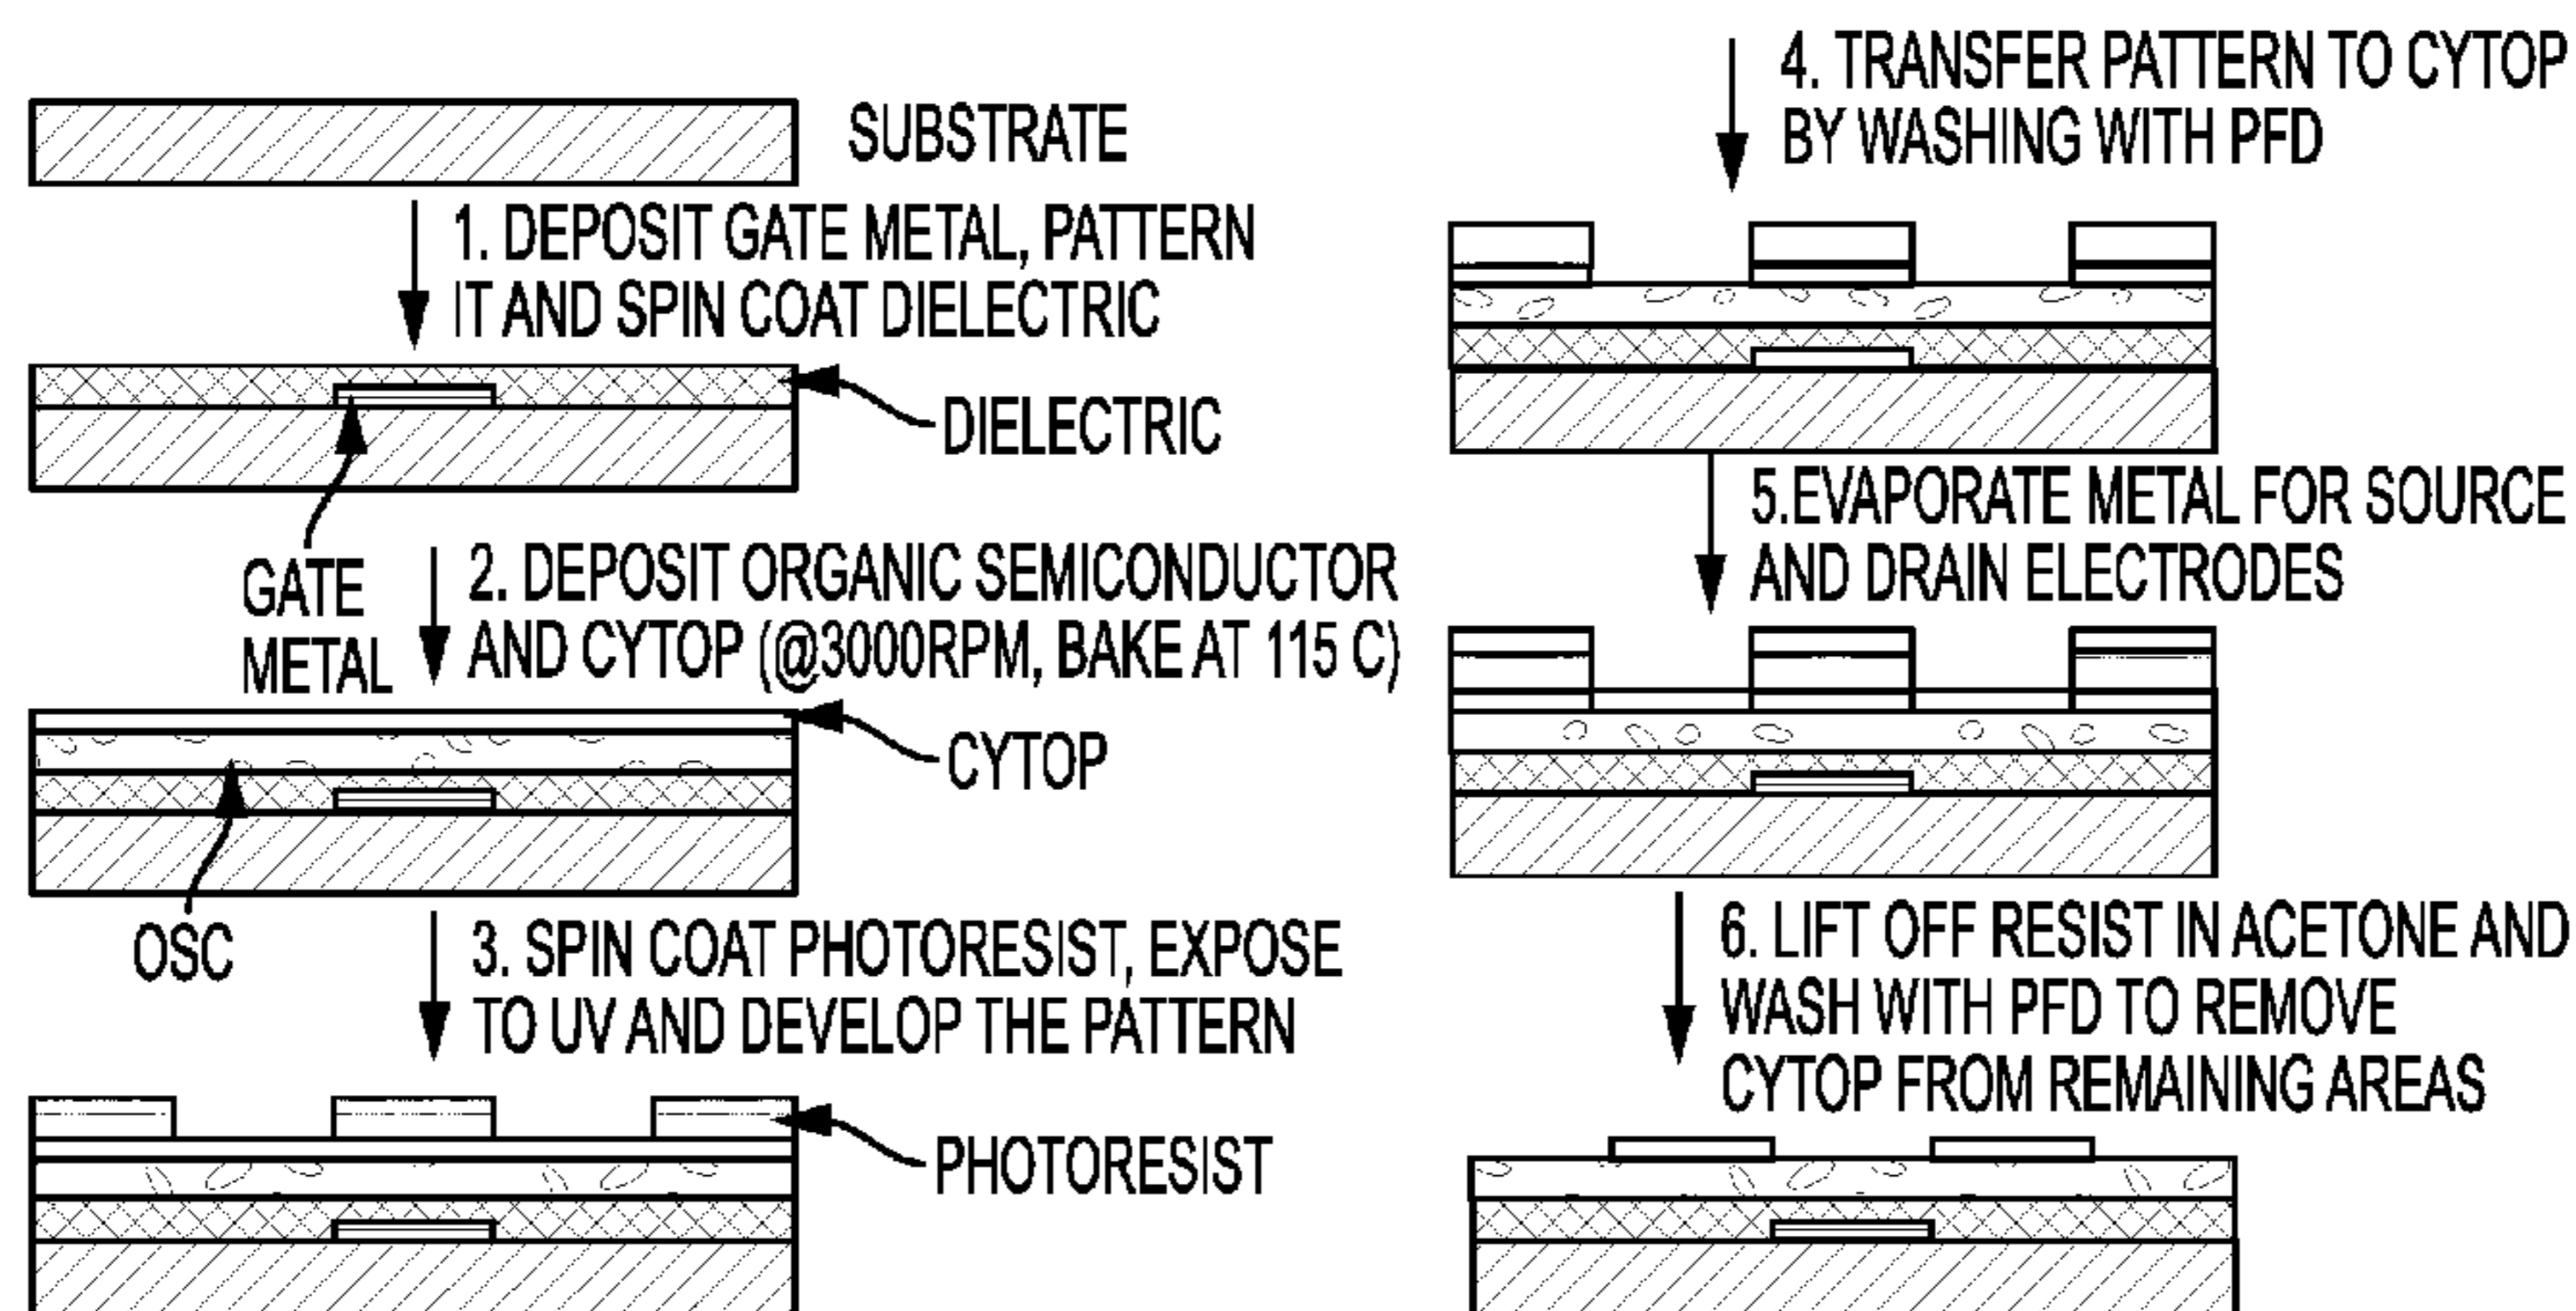 SUBSTRATE
1. DEPOSIT GATE METAL, PATTERN
IT AND SPIN COAT DIELECTRIC
DIELECTRIC
GATE
METAL
2. DEPOSIT ORGANIC SEMICONDUCTOR
AND CYTOP (@3000RPM, BAKE AT 115 C)
CYTOP
OSC
3. SPIN COAT PHOTORESIST, EXPOSE
TO UV AND DEVELOP THE PATTERN
PHOTORESIST
4. TRANSFER PATTERN TO CYTOP
BY WASHING WITH PFD
5.EVAPORATE METAL FOR SOURCE
AND DRAIN ELECTRODES
6. LIFT OFF RESIST IN ACETONE AND
WASH WITH PFD TO REMOVE
CYTOP FROM REMAINING AREAS